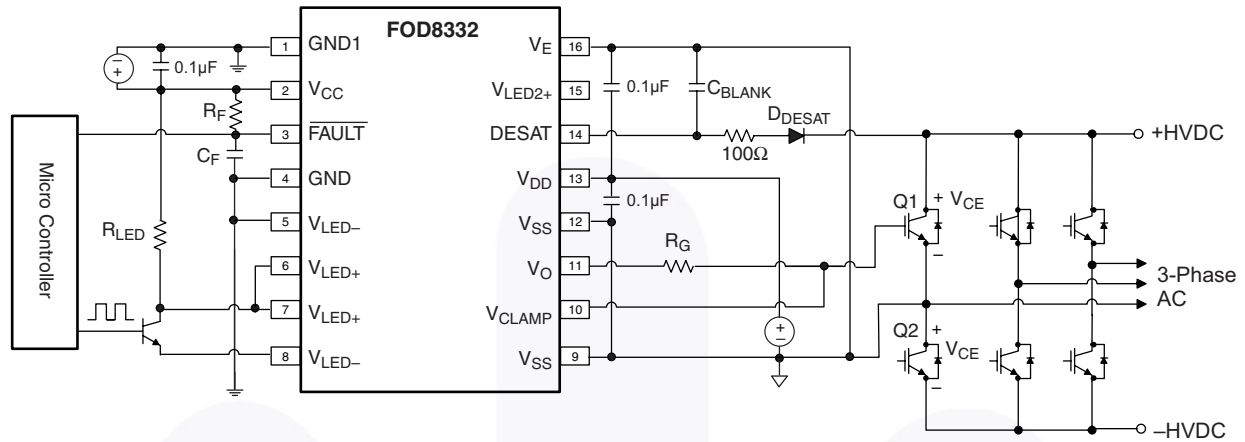 FOD8332
1 GND1
2 VCC
3 FAULT
4 GND
5 VLED–
6 VLED+
7 VLED+
8 VLED–
VE 16
VLED2+ 15
DESAT 14
VDD 13
VSS 12
VO 11
VCLAMP 10
VSS 9
Micro Controller
– +
0.1µF
RF
CF
RLED
0.1µF
CBLANK
DDESAT
100Ω
0.1µF
RG
+
–
+HVDC
Q1 + VCE
–
3-Phase
AC
Q2 +
VCE
–
–HVDC